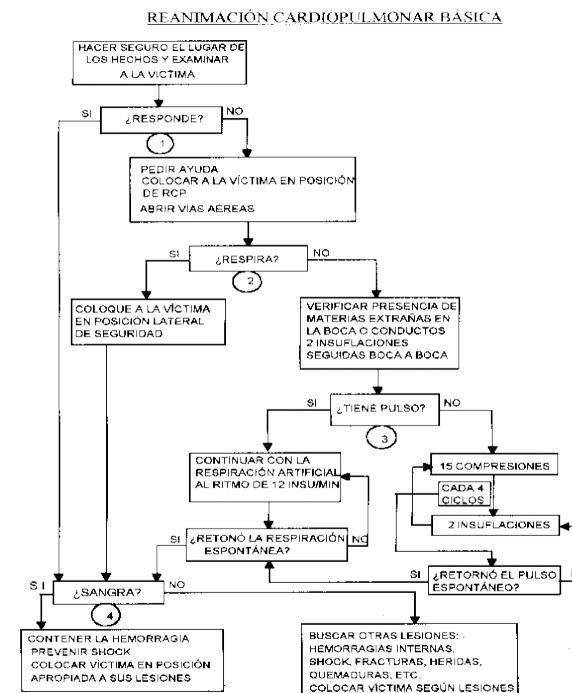 REANIMACIÓN CARDIOPULMONAR BÁSICA
HACER SEGURO EL LUGAR DE
LOS HECHOS Y EXAMINAR
A LA VICTIMA
SI
¿RESPONDE?
NO
1
PEDIR AYUDA
COLOCAR A LA VÍCTIMA EN POSICIÓN
DE RCP
ABRIR VÍAS AÉREAS
SI
¿RESPIRA?
NO
2
COLOQUE A LA VÍCTIMA
EN POSICIÓN LATERAL
DE SEGURIDAD
VERIFICAR PRESENCIA DE
MATERIAS EXTRAÑAS EN
LA BOCA O CONDUCTOS
2 INSUFLACIONES
SEGUIDAS BOCA A BOCA
SI
¿TIENE PULSO?
NO
3
CONTINUAR CON LA
RESPIRACIÓN ARTIFICIAL
AL RITMO DE 12 INSU/MIN
15 COMPRESIONES
CADA 4
CICLOS
2 INSUFLACIONES
SI
¿RETONÓ LA RESPIRACIÓN
ESPONTÁNEA?
NO
SI
¿RETORNÓ EL PULSO
ESPONTÁNEO?
SI
¿SANGRA?
NO
4
CONTENER LA HEMORRAGIA
PREVENIR SHOCK
COLOCAR VÍCTIMA EN POSICIÓN
APROPIADA A SUS LESIONES
BUSCAR OTRAS LESIONES:
HEMORRAGIAS INTERNAS,
SHOCK, FRACTURAS, HERIDAS,
QUEMADURAS, ETC.
COLOCAR VÍCTIMA SEGÚN LESIONES